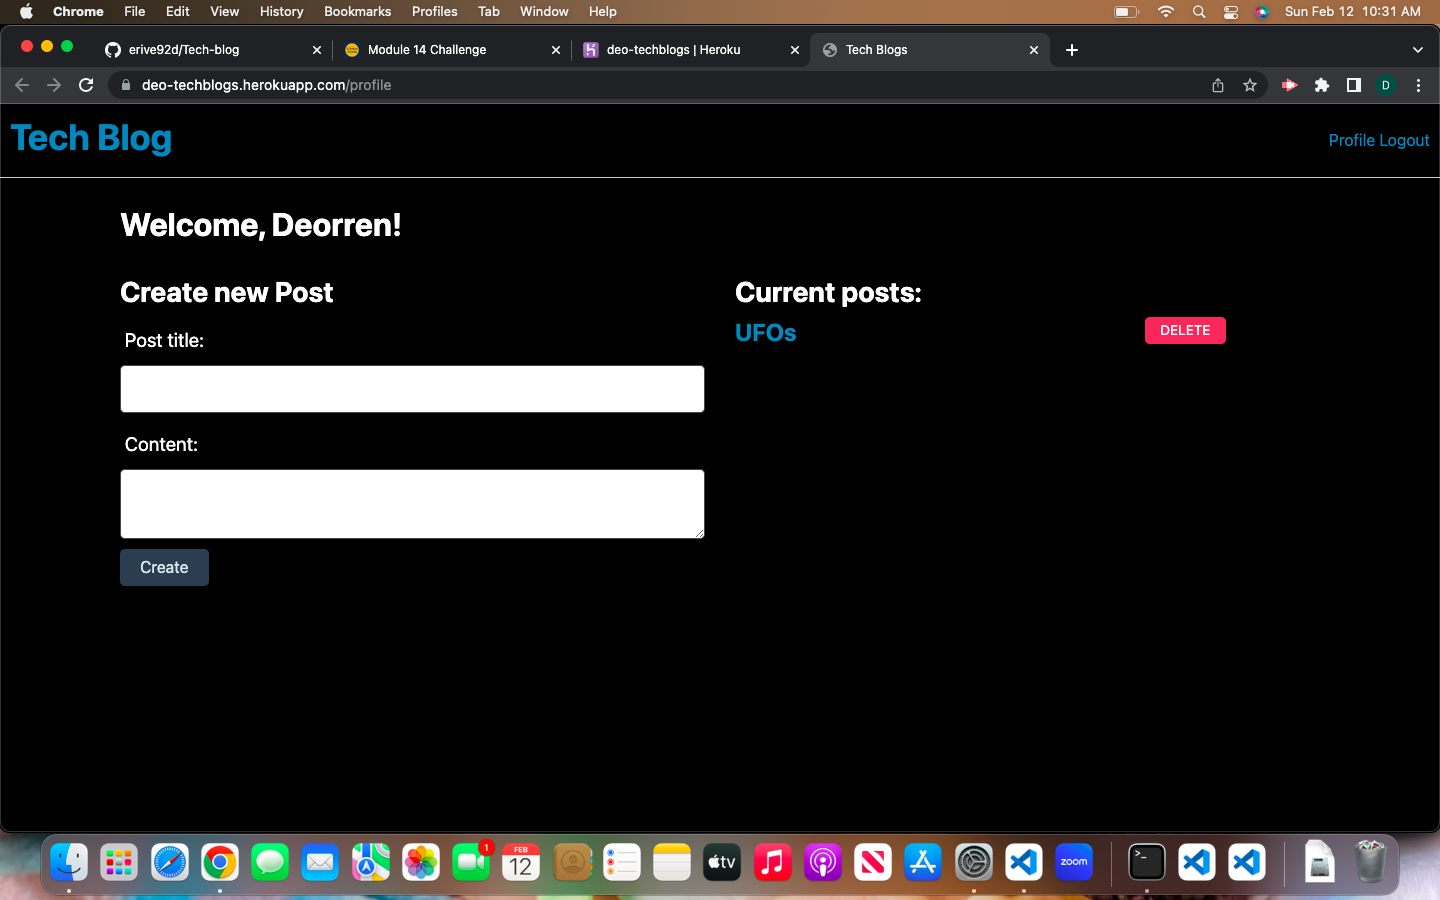 Chrome File Edit View History Bookmarks Profiles Tab Window Help Sun Feb 12 10:31 AM
erive92d/Tech-blog Module 14 Challenge deo-techblogs | Heroku Tech Blogs
deo-techblogs.herokuapp.com/profile D
Tech Blog Profile Logout
Welcome, Deorren!
Create new Post Current posts:
UFOs DELETE
Post title:
Content:
Create
1
FEB
12
tv
zoom
>_